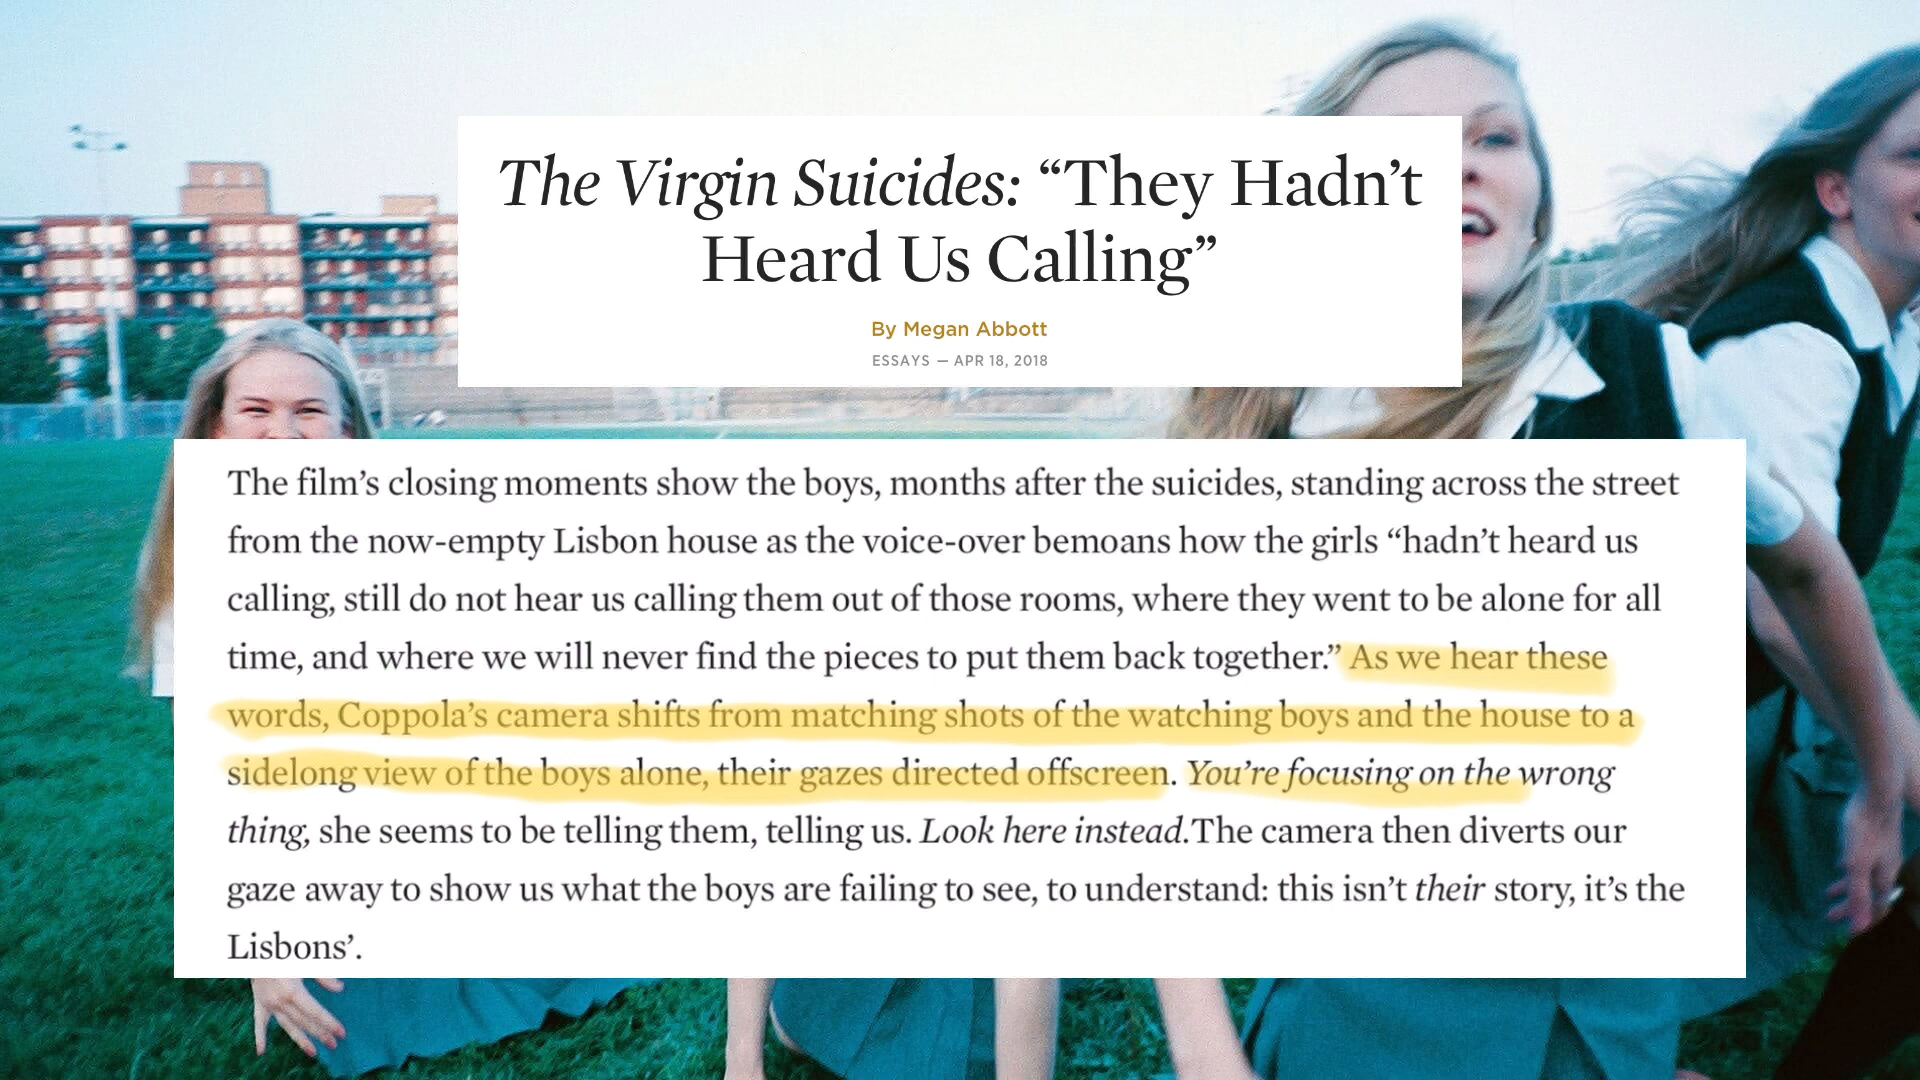 The Virgin Suicides: “They Hadn’t
Heard Us Calling”
By Megan Abbott
ESSAYS — APR 18, 2018
The film’s closing moments show the boys, months after the suicides, standing across the street
from the now-empty Lisbon house as the voice-over bemoans how the girls “hadn’t heard us
calling, still do not hear us calling them out of those rooms, where they went to be alone for all
time, and where we will never find the pieces to put them back together.” As we hear these
words, Coppola’s camera shifts from matching shots of the watching boys and the house to a
sidelong view of the boys alone, their gazes directed offscreen. You’re focusing on the wrong
thing, she seems to be telling them, telling us. Look here instead.The camera then diverts our
gaze away to show us what the boys are failing to see, to understand: this isn’t their story, it’s the
Lisbons’.